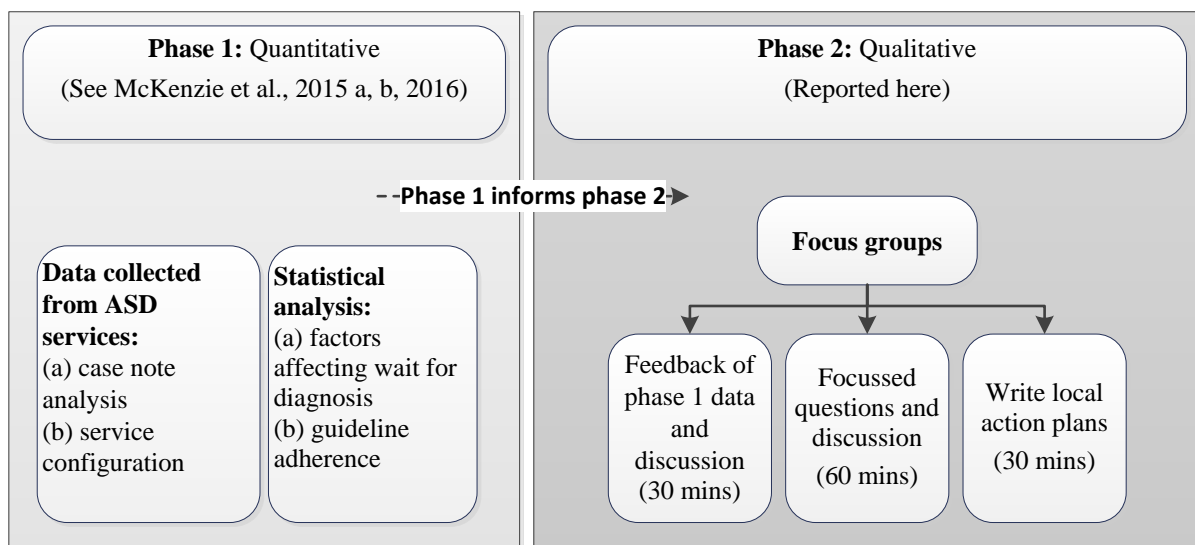 Phase 1: Quantitative
(See McKenzie et al., 2015 a, b, 2016)
Phase 2: Qualitative
(Reported here)
Phase 1 informs phase 2
Data collected
from ASD
services:
(a) case note
analysis
(b) service
configuration
Statistical
analysis:
(a) factors
affecting wait for
diagnosis
(b) guideline
adherence
Focus groups
Feedback of
phase 1 data
and
discussion
(30 mins)
Focussed
questions and
discussion
(60 mins)
Write local
action plans
(30 mins)